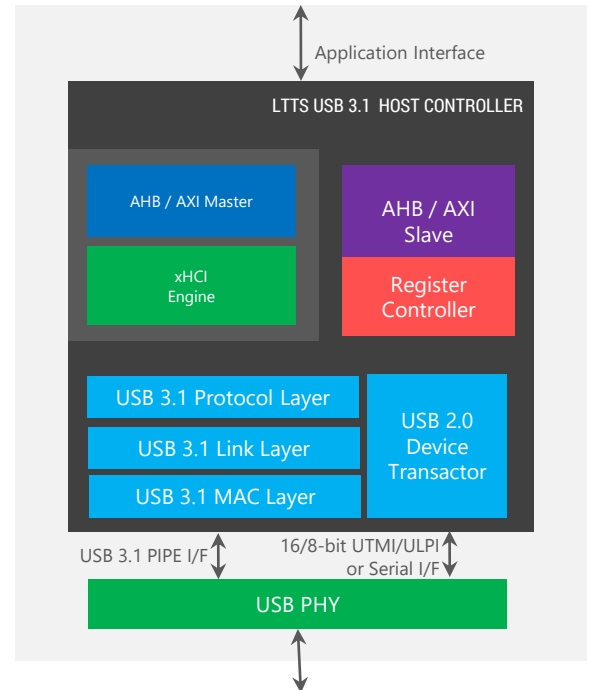 Application Interface
LTTS USB 3.1 HOST CONTROLLER
AHB / AXI Master
xHCI
Engine
AHB / AXI
Slave
Register
Controller
USB 3.1 Protocol Layer
USB 3.1 Link Layer
USB 3.1 MAC Layer
USB 2.0
Device
Transactor
USB 3.1 PIPE I/F
16/8-bit UTMI/ULPI
or Serial I/F
USB PHY